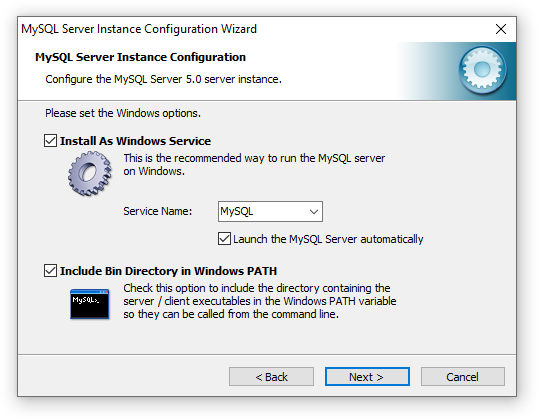 MySQL Server Instance Configuration Wizard
MySQL Server Instance Configuration
Configure the MySQL Server 5.0 server instance.
Please set the Windows options.
Install As Windows Service
This is the recommended way to run the MySQL server
on Windows.
Service Name: MySQL
Launch the MySQL Server automatically
Include Bin Directory in Windows PATH
MySQL>_
Check this option to include the directory containing the
server / client executables in the Windows PATH variable
so they can be called from the command line.
< Back Next > Cancel